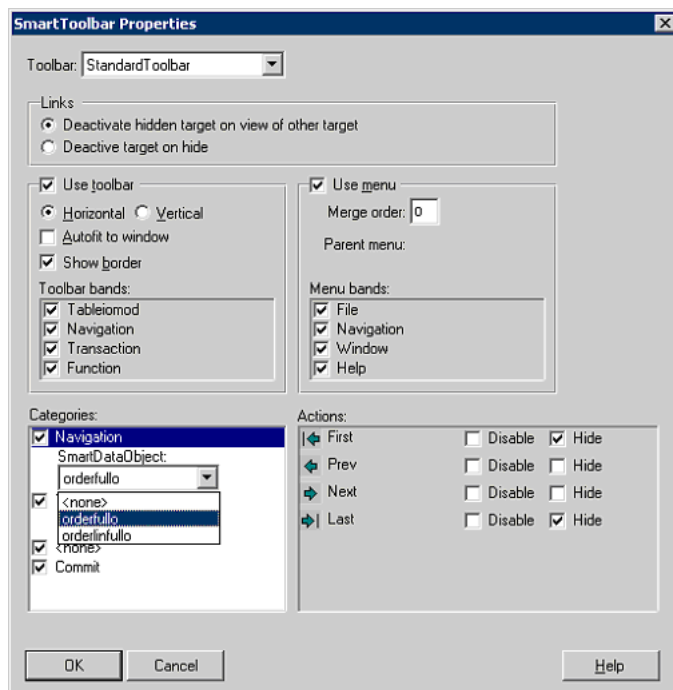 SmartToolbar Properties
Toolbar: StandardToolbar
Links
Deactivate hidden target on view of other target
Deactive target on hide
Use toolbar
Horizontal Vertical
Autofit to window
Show border
Toolbar bands:
Tableiomod
Navigation
Transaction
Function
Use menu
Merge order: 0
Parent menu:
Menu bands:
File
Navigation
Window
Help
Categories:
Navigation
SmartDataObject:
orderfullo
<none>
orderfullo
orderlinfullo
<none>
Commit
Actions:
First Disable Hide
Prev Disable Hide
Next Disable Hide
Last Disable Hide
OK Cancel Help